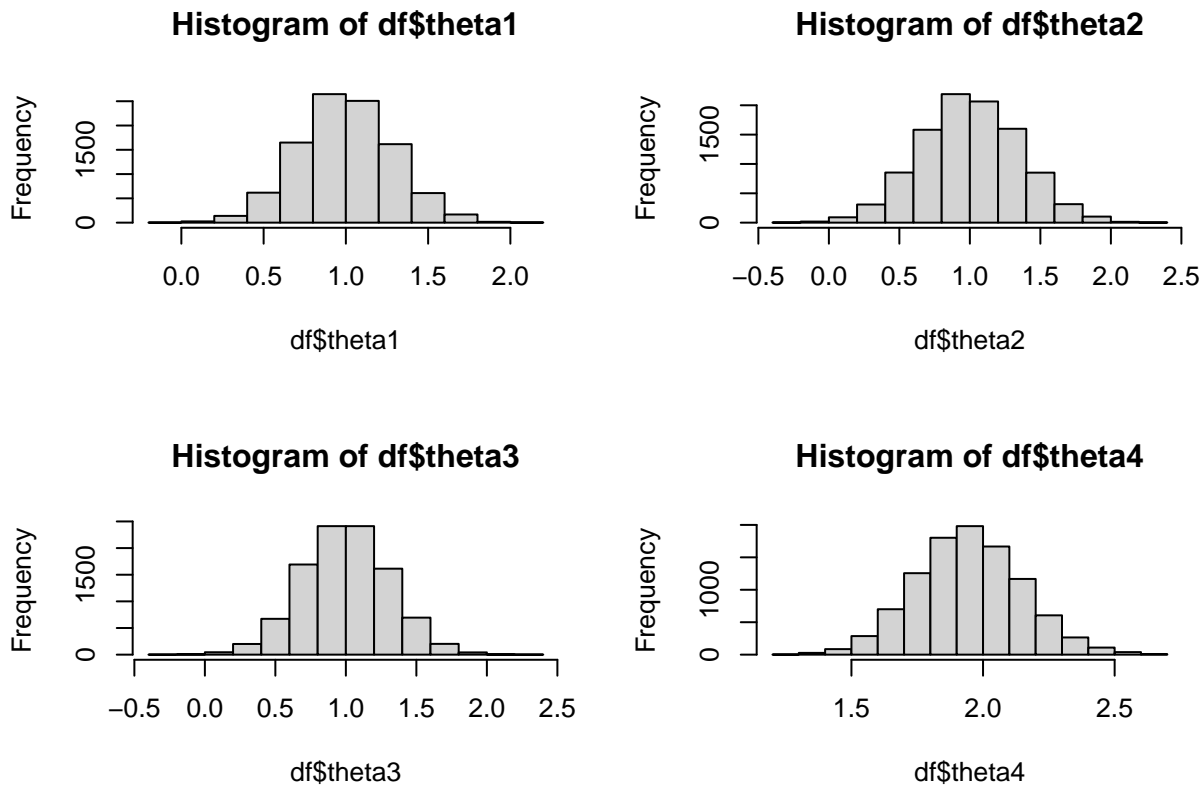 Histogram of df$theta1
Frequency
0
1500
0.0 0.5 1.0 1.5 2.0
df$theta1
Histogram of df$theta2
Frequency
0
1500
−0.5 0.0 0.5 1.0 1.5 2.0 2.5
df$theta2
Histogram of df$theta3
Frequency
0
1500
−0.5 0.0 0.5 1.0 1.5 2.0 2.5
df$theta3
Histogram of df$theta4
Frequency
0
1000
1.5 2.0 2.5
df$theta4